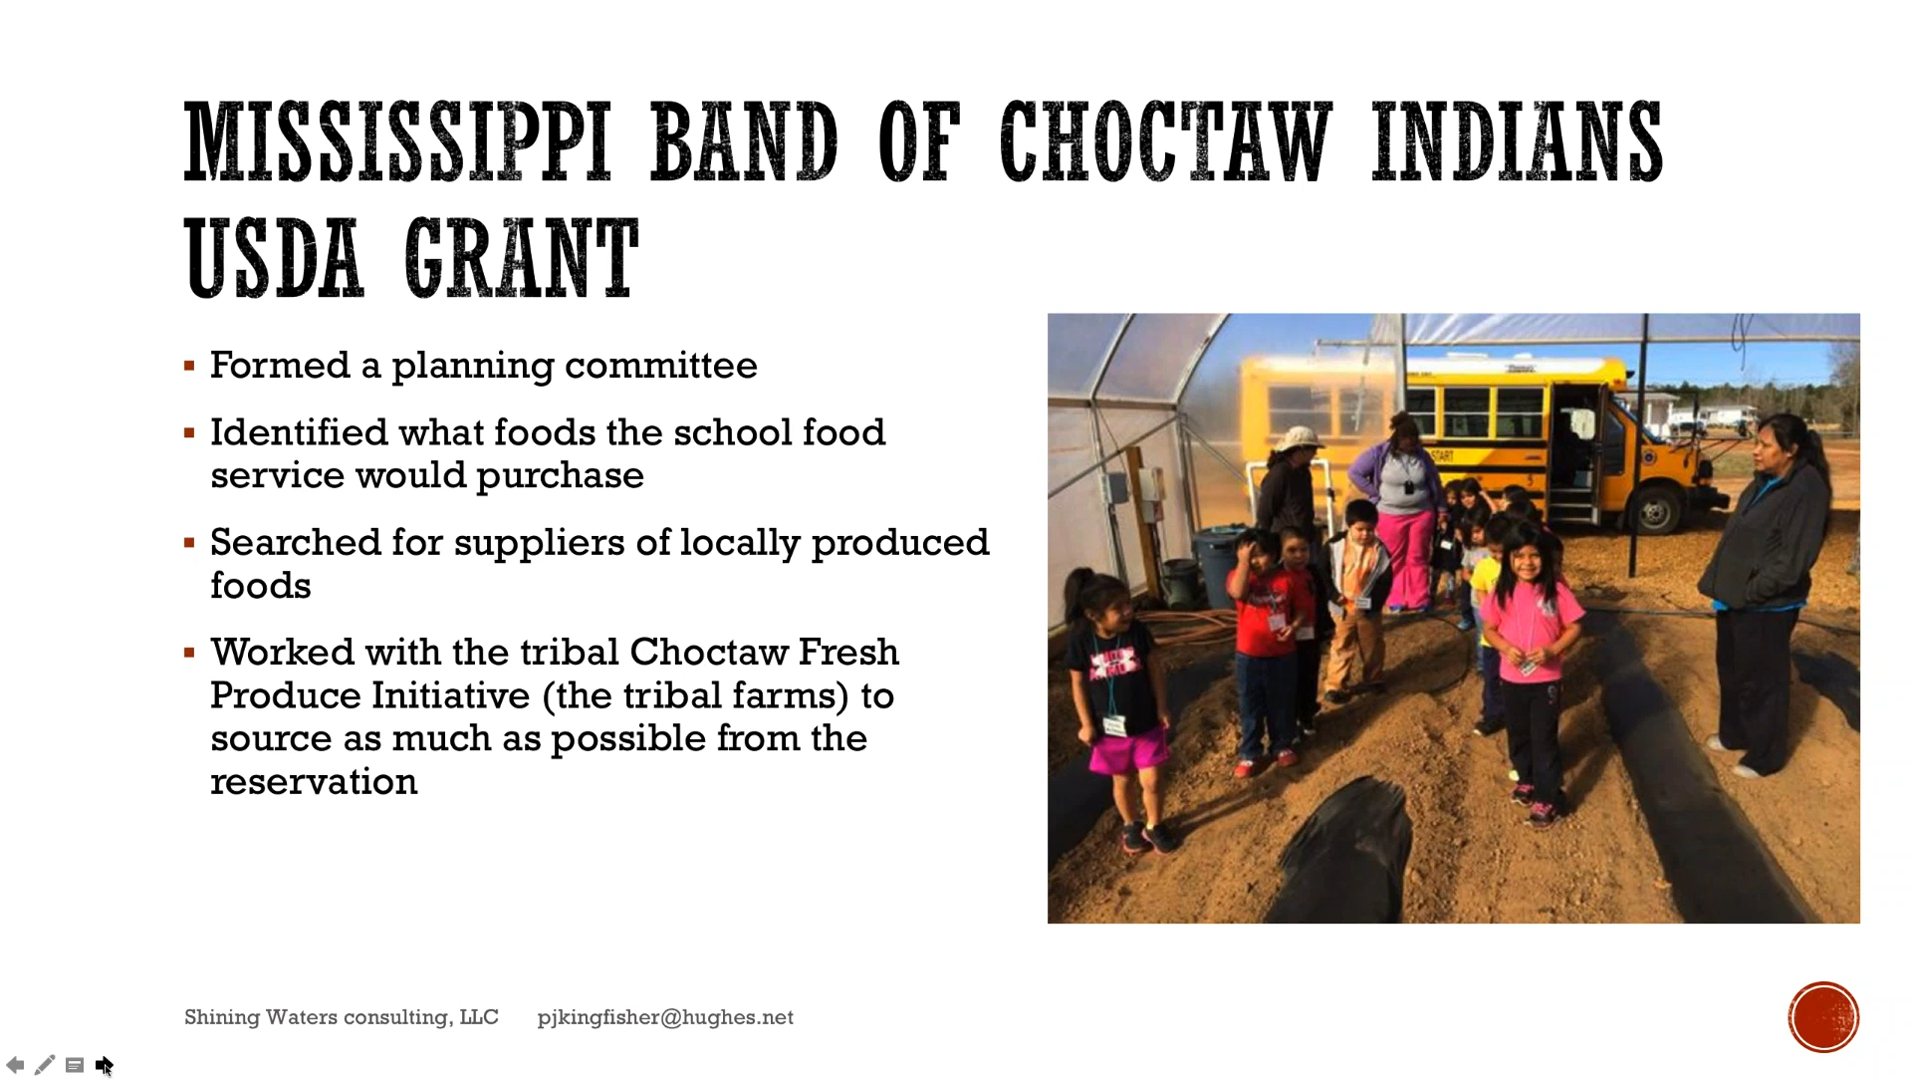 MISSISSIPPI BAND OF CHOCTAW INDIANS
USDA GRANT
▪ Formed a planning committee
▪ Identified what foods the school food
service would purchase
▪ Searched for suppliers of locally produced
foods
▪ Worked with the tribal Choctaw Fresh
Produce Initiative (the tribal farms) to
source as much as possible from the
reservation
START
5
Shining Waters consulting, LLC pjkingfisher@hughes.net